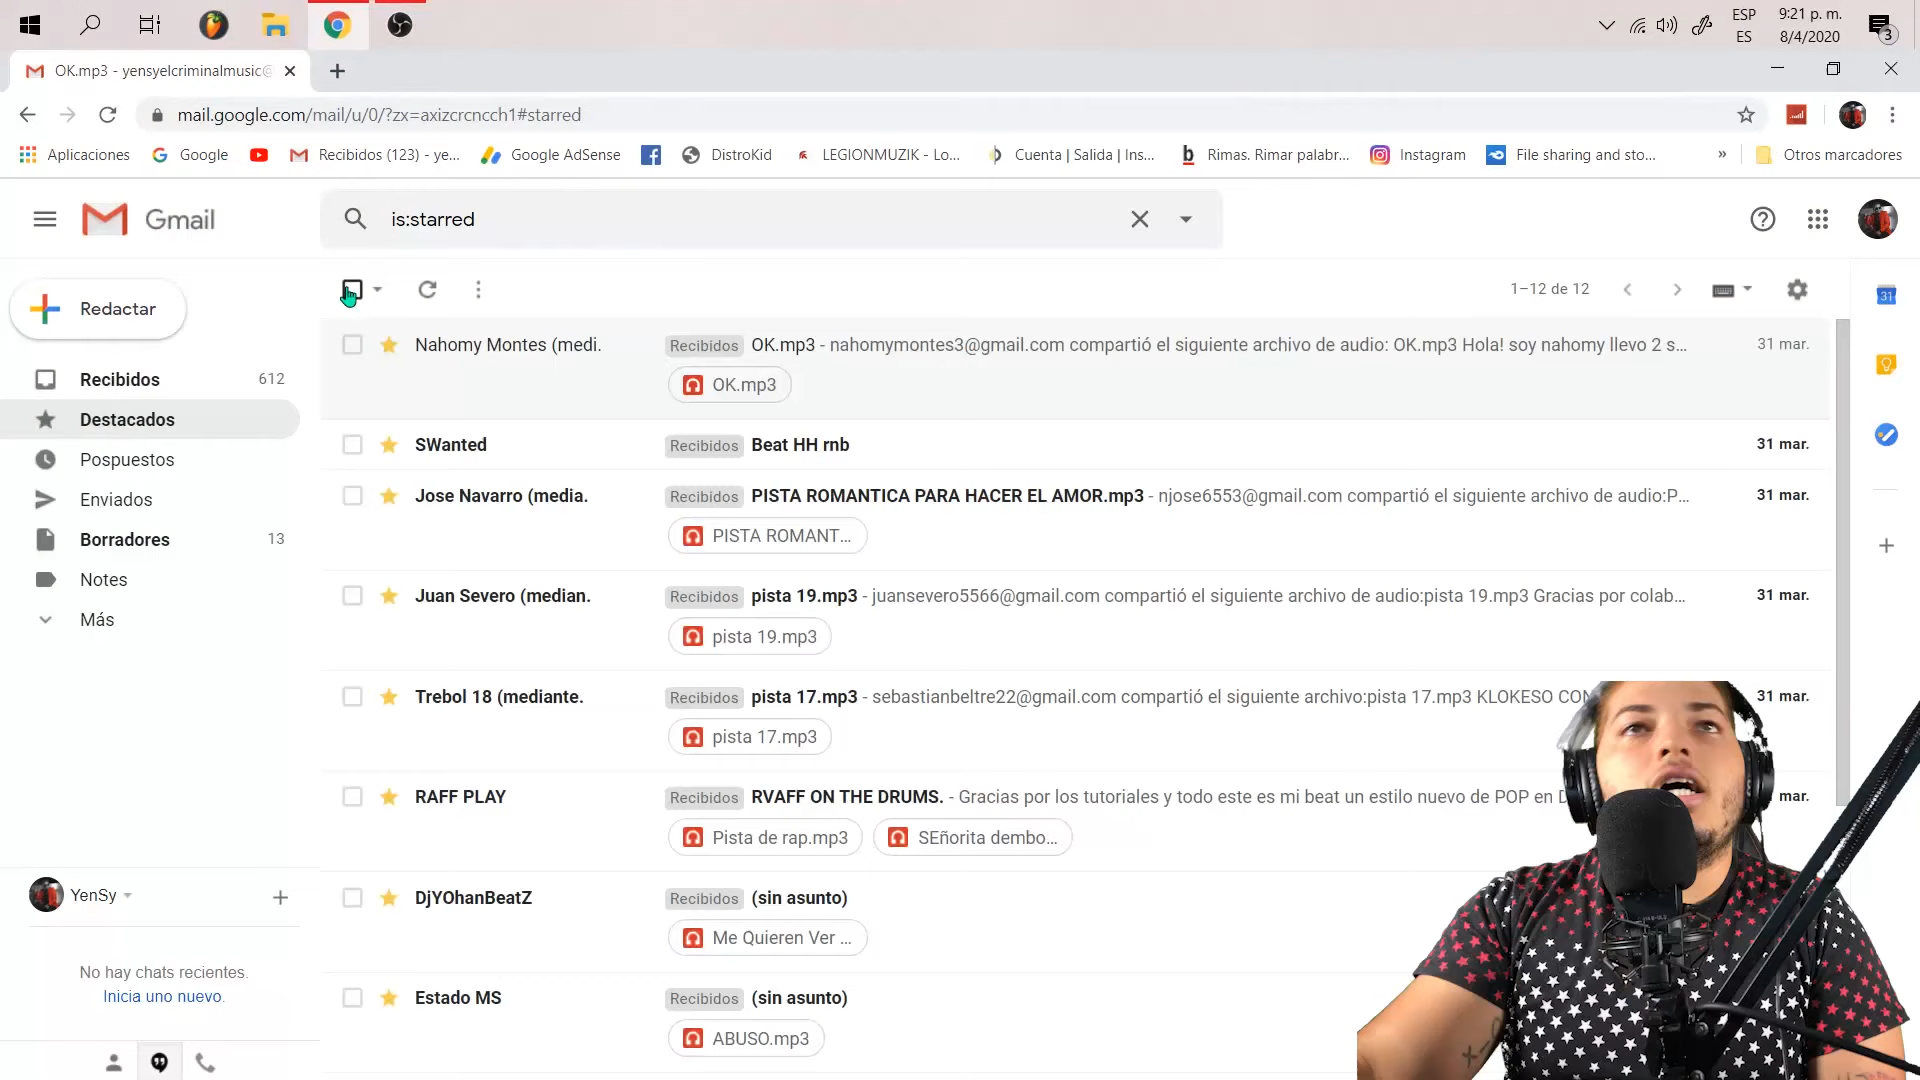 ESP
ES
9:21 p. m.
8/4/2020
3
OK.mp3 - yensyelcriminalmusic@
mail.google.com/mail/u/0/?zx=axizcrcncch1#starred
Aplicaciones
Google
Recibidos (123) - ye...
Google AdSense
DistroKid
LEGIONMUZIK - Lo...
Cuenta | Salida | Ins...
Rimas. Rimar palabr...
Instagram
File sharing and sto...
»
Otros marcadores
Gmail
is:starred
Redactar
1–12 de 12
Recibidos 612
Destacados
Pospuestos
Enviados
Borradores 13
Notes
Más
Nahomy Montes (medi. Recibidos OK.mp3 - nahomymontes3@gmail.com compartió el siguiente archivo de audio: OK.mp3 Hola! soy nahomy llevo 2 s... 31 mar.
OK.mp3
SWanted Recibidos Beat HH rnb 31 mar.
Jose Navarro (media. Recibidos PISTA ROMANTICA PARA HACER EL AMOR.mp3 - njose6553@gmail.com compartió el siguiente archivo de audio:P... 31 mar.
PISTA ROMANT...
Juan Severo (median. Recibidos pista 19.mp3 - juansevero5566@gmail.com compartió el siguiente archivo de audio:pista 19.mp3 Gracias por colab... 31 mar.
pista 19.mp3
Trebol 18 (mediante. Recibidos pista 17.mp3 - sebastianbeltre22@gmail.com compartió el siguiente archivo:pista 17.mp3 KLOKESO CON 31 mar.
pista 17.mp3
RAFF PLAY Recibidos RVAFF ON THE DRUMS. - Gracias por los tutoriales y todo este es mi beat un estilo nuevo de POP en D mar.
Pista de rap.mp3 SEñorita dembo...
DjYOhanBeatZ Recibidos (sin asunto)
Me Quieren Ver ...
Estado MS Recibidos (sin asunto)
ABUSO.mp3
YenSy
No hay chats recientes.
Inicia uno nuevo.
31